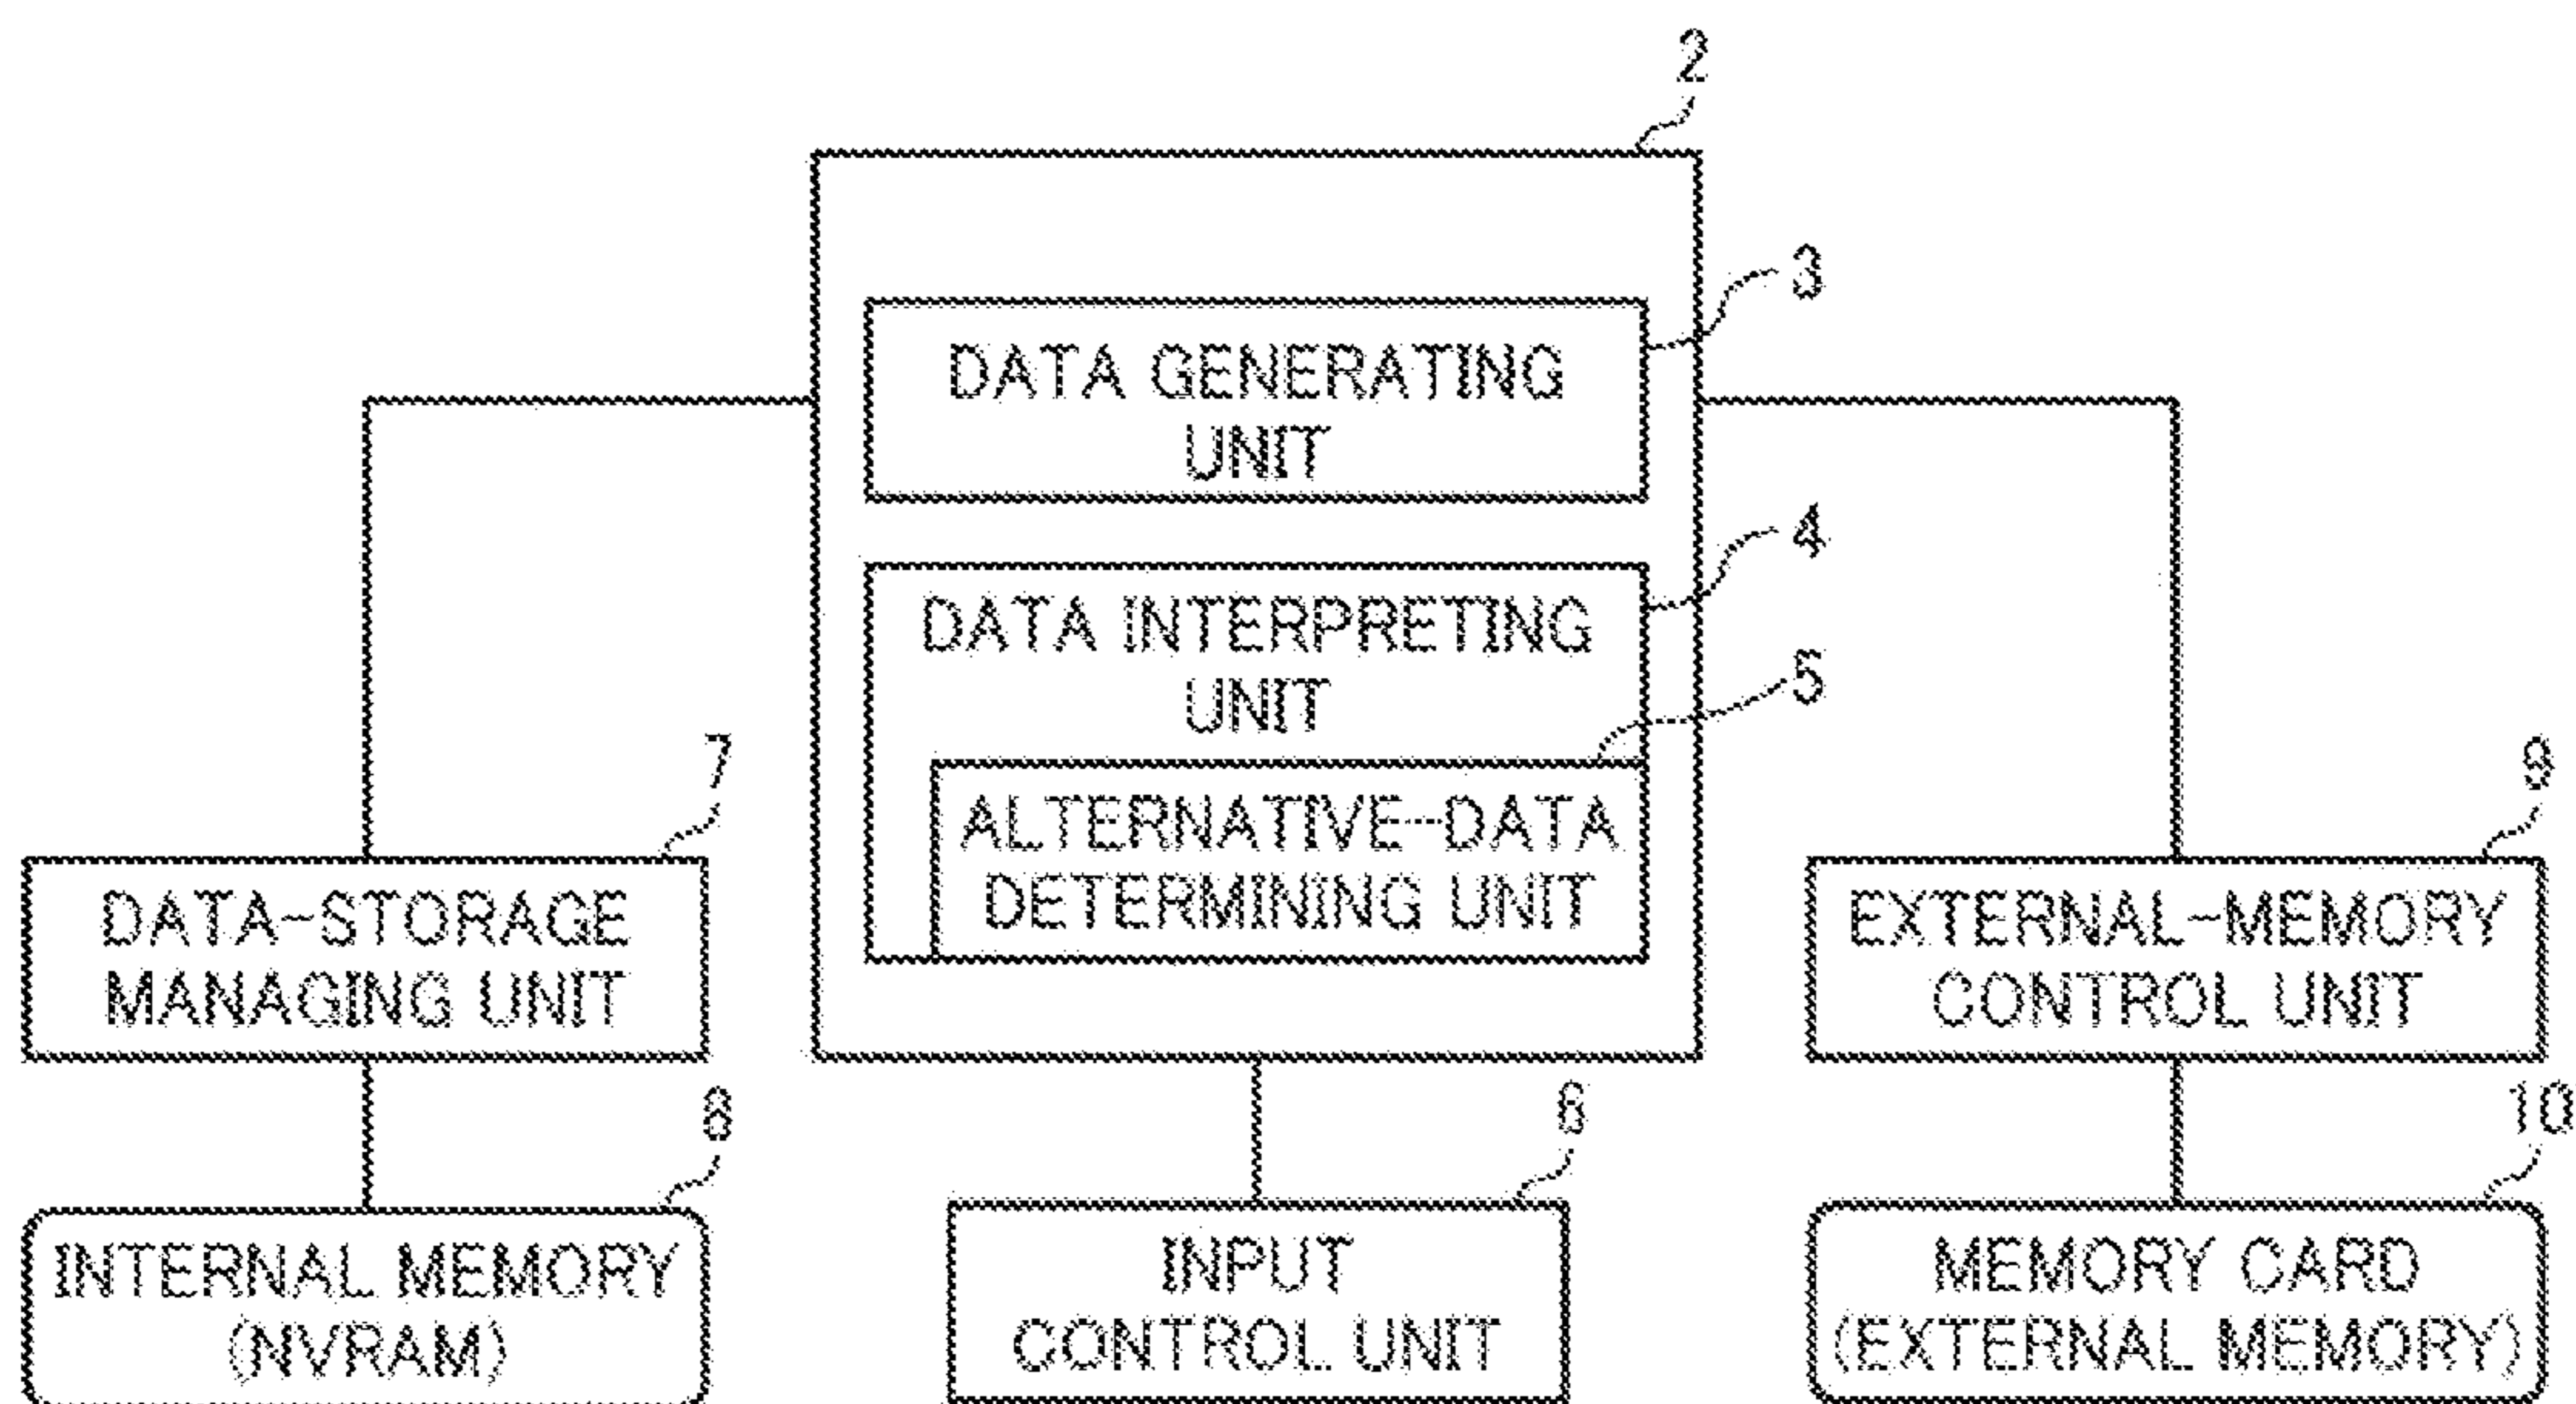 2
3
DATA GENERATING
UNIT
4
DATA INTERPRETING
UNIT
5
ALTERNATIVE-DATA
DETERMINING UNIT
7
DATA-STORAGE
MANAGING UNIT
9
EXTERNAL-MEMORY
CONTROL UNIT
8
INTERNAL MEMORY
(NVRAM)
6
INPUT
CONTROL UNIT
10
MEMORY CARD
(EXTERNAL MEMORY)